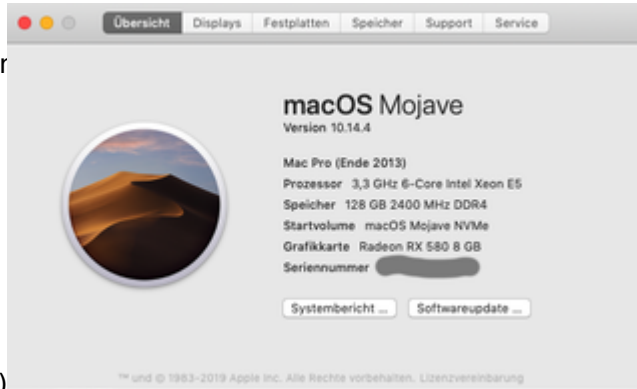 Übersicht Displays Festplatten Speicher Support Service
r
macOS Mojave
Version 10.14.4
Mac Pro (Ende 2013)
Prozessor 3,3 GHz 6-Core Intel Xeon E5
Speicher 128 GB 2400 MHz DDR4
Startvolume macOS Mojave NVMe
Grafikkarte Radeon RX 580 8 GB
Seriennummer
Systembericht ... Softwareupdate ...
)
™ und © 1983–2019 Apple Inc. Alle Rechte vorbehalten. Lizenzvereinbarung